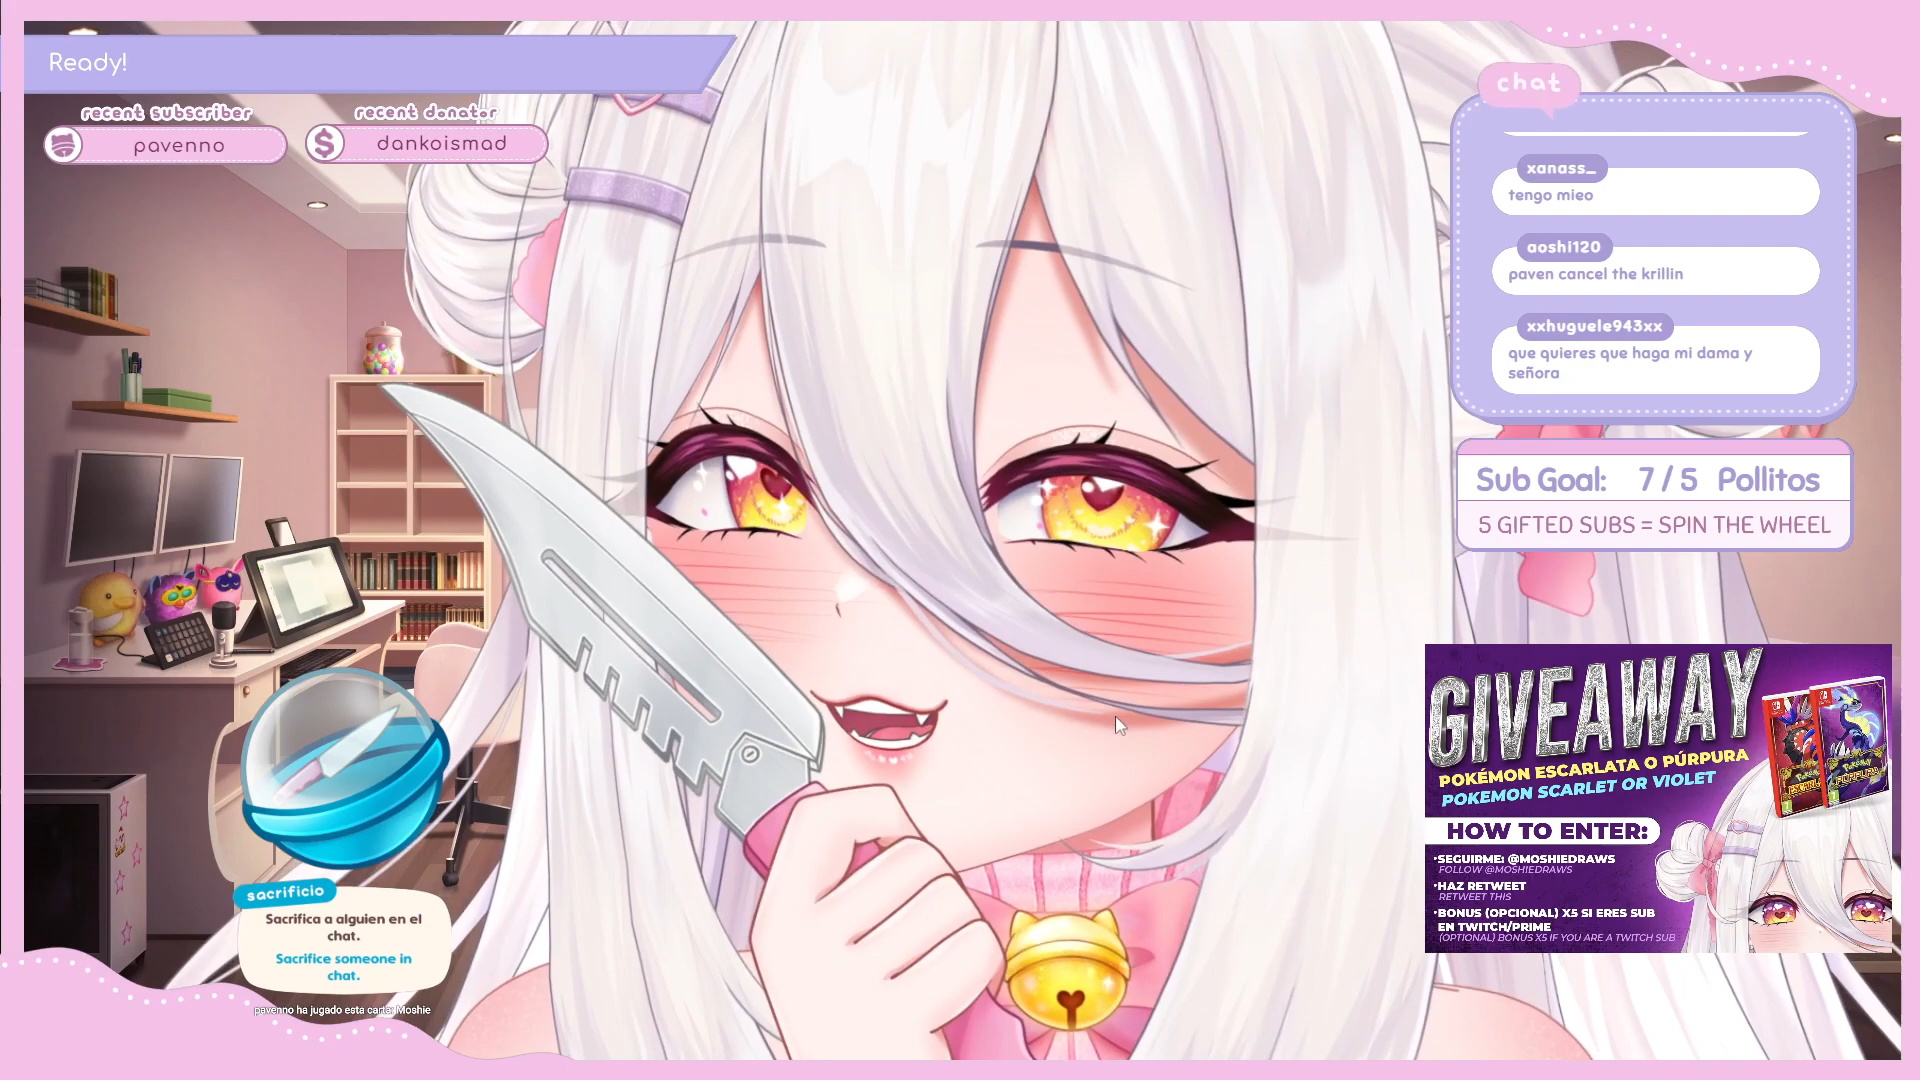 Ready!
recent subscriber
pavenno
recent donator
dankoismad
chat
xanass_
tengo mieo
aoshi120
paven cancel the krillin
xxhuguele943xx
que quieres que haga mi dama y
señora
Sub Goal: 7 / 5 Pollitos
5 GIFTED SUBS = SPIN THE WHEEL
GIVEAWAY
POKÉMON ESCARLATA O PÚRPURA
POKEMON SCARLET OR VIOLET
HOW TO ENTER:
•SEGUIRME: @MOSHIEDRAWS
FOLLOW @MOSHIEDRAWS
•HAZ RETWEET
RETWEET THIS
•BONUS (OPCIONAL) X5 SI ERES SUB
EN TWITCH/PRIME
(OPTIONAL) BONUS X5 IF YOU ARE A TWITCH SUB
sacrificio
Sacrifica a alguien en el
chat.
Sacrifice someone in
chat.
pavenno ha jugado esta carta: Moshie